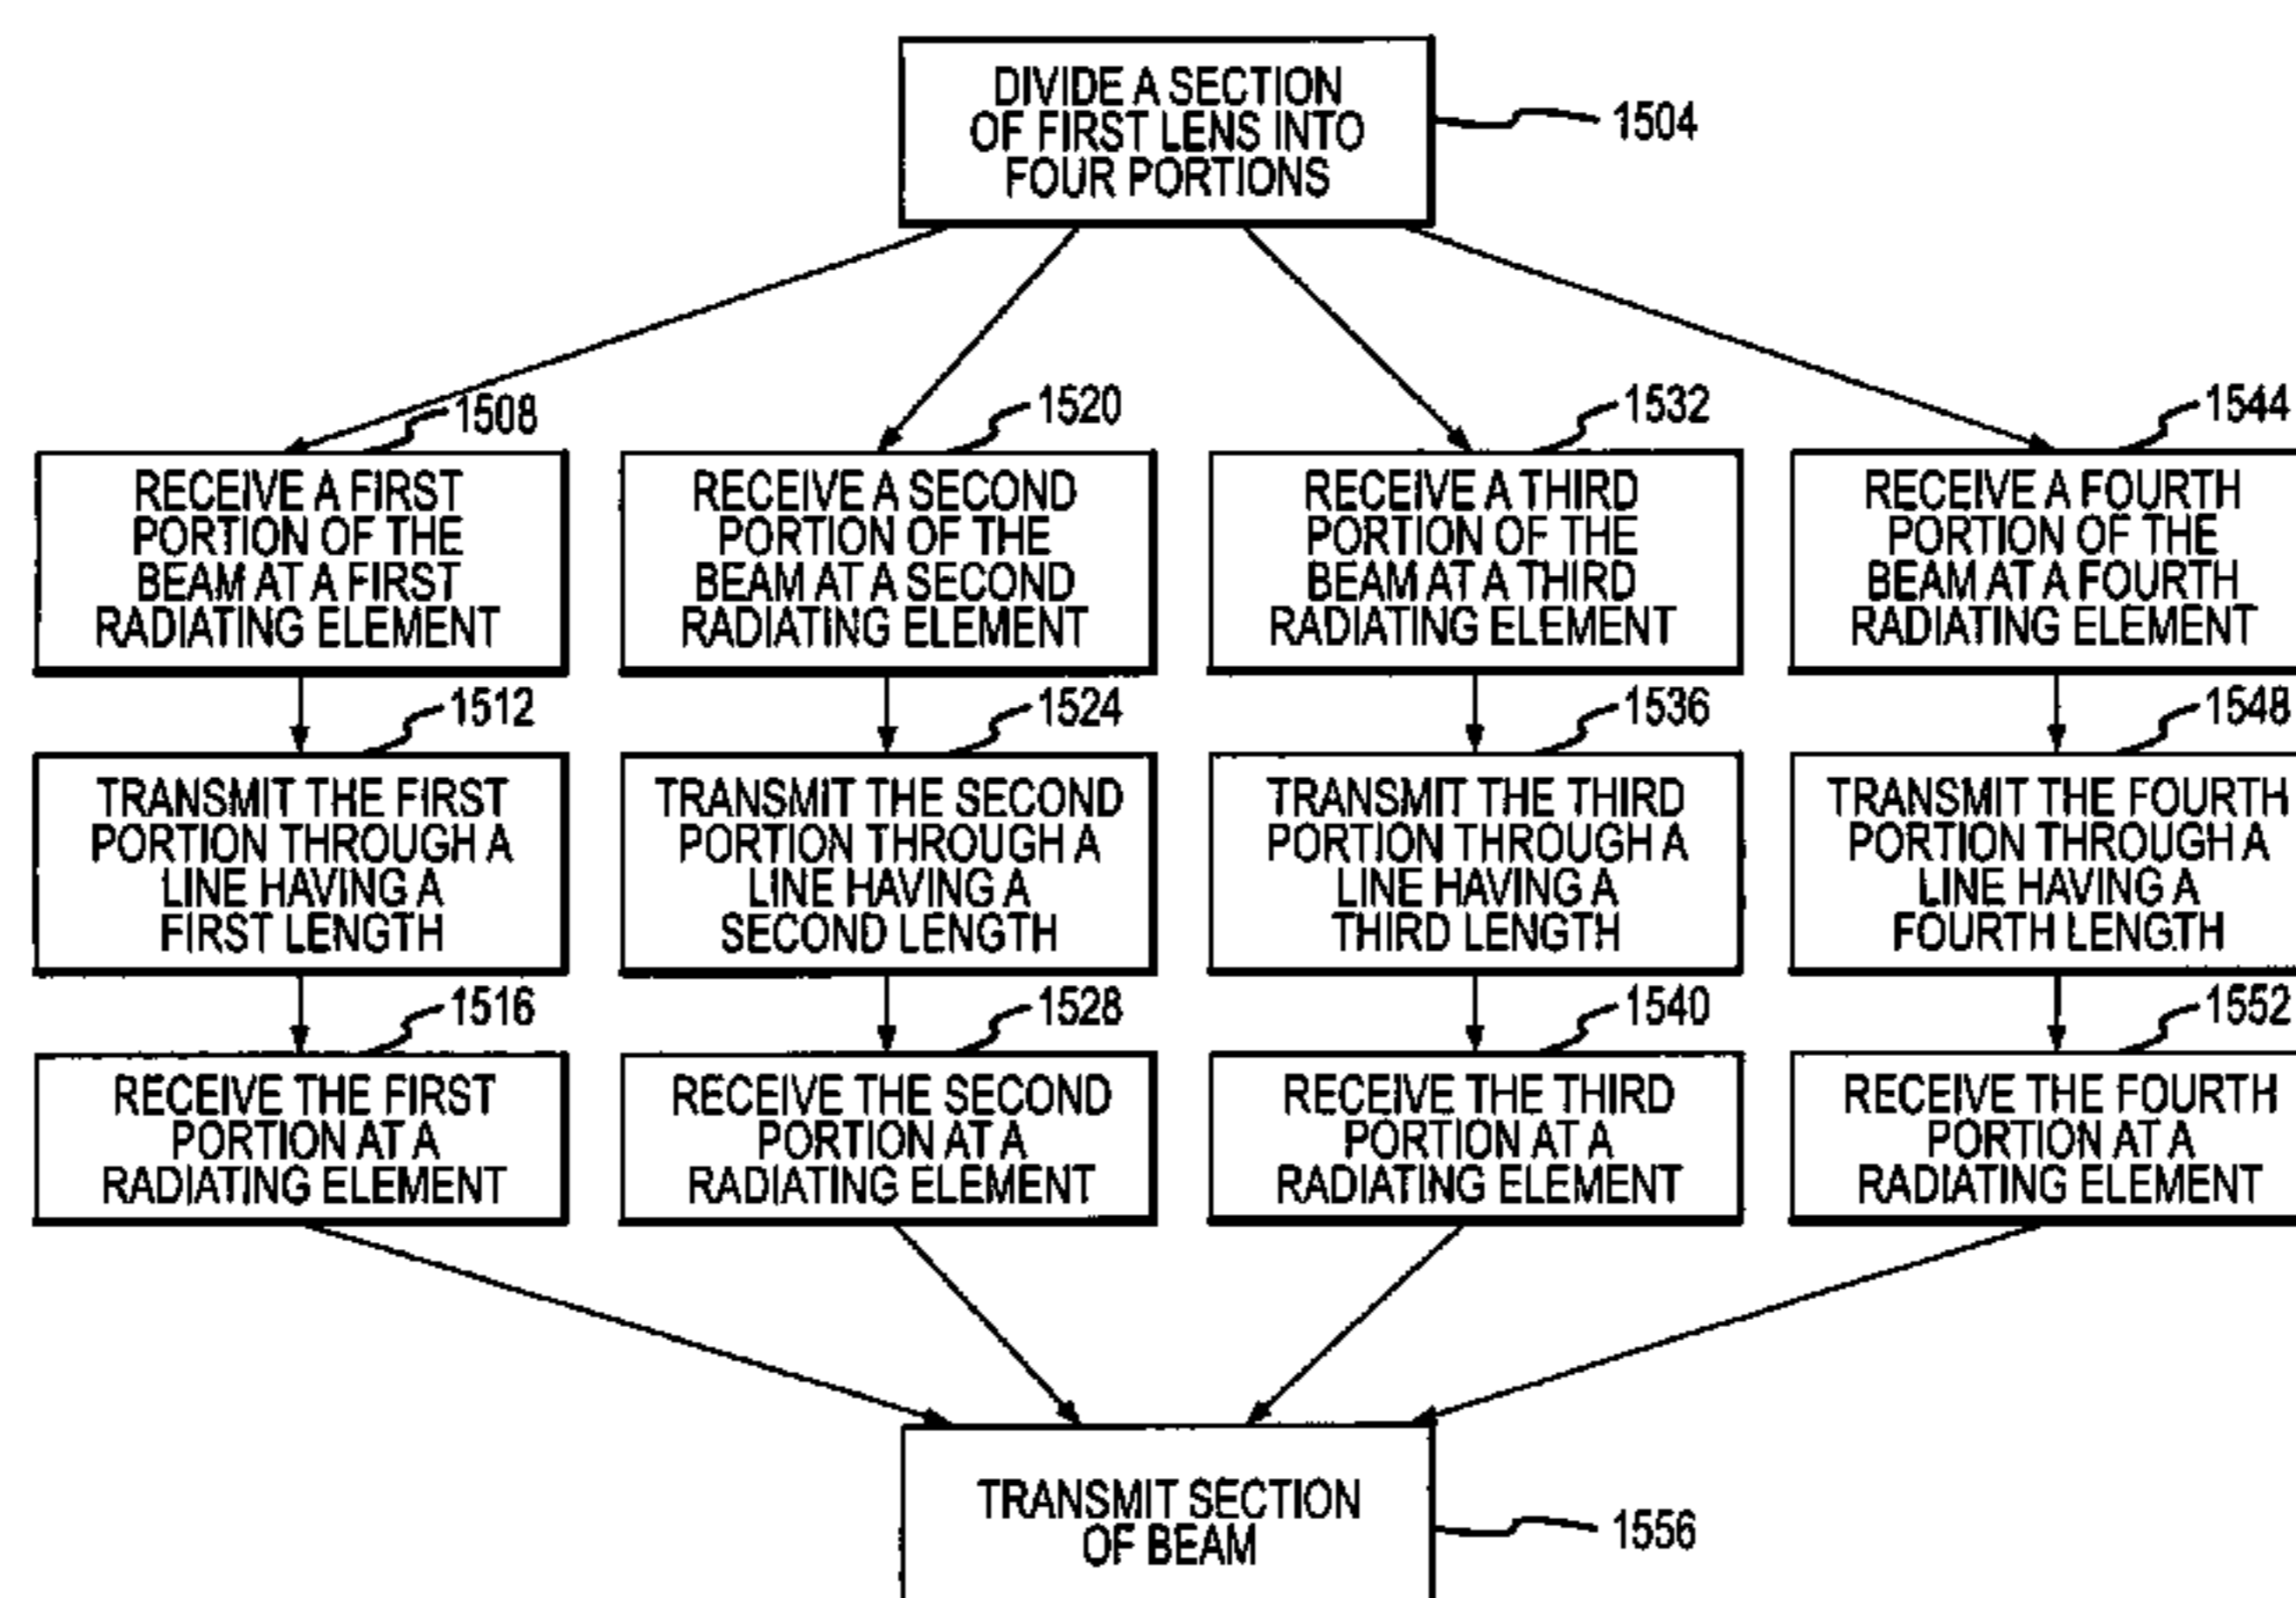 DIVIDE A SECTION
OF FIRST LENS INTO
FOUR PORTIONS
1504
1508
RECEIVE A FIRST
PORTION OF THE
BEAM AT A FIRST
RADIATING ELEMENT
1520
RECEIVE A SECOND
PORTION OF THE
BEAM AT A SECOND
RADIATING ELEMENT
1532
RECEIVE A THIRD
PORTION OF THE
BEAM AT A THIRD
RADIATING ELEMENT
1544
RECEIVE A FOURTH
PORTION OF THE
BEAM AT A FOURTH
RADIATING ELEMENT
1512
TRANSMIT THE FIRST
PORTION THROUGH A
LINE HAVING A
FIRST LENGTH
1524
TRANSMIT THE SECOND
PORTION THROUGH A
LINE HAVING A
SECOND LENGTH
1536
TRANSMIT THE THIRD
PORTION THROUGH A
LINE HAVING A
THIRD LENGTH
1548
TRANSMIT THE FOURTH
PORTION THROUGH A
LINE HAVING A
FOURTH LENGTH
1516
RECEIVE THE FIRST
PORTION AT A
RADIATING ELEMENT
1528
RECEIVE THE SECOND
PORTION AT A
RADIATING ELEMENT
1540
RECEIVE THE THIRD
PORTION AT A
RADIATING ELEMENT
1552
RECEIVE THE FOURTH
PORTION AT A
RADIATING ELEMENT
TRANSMIT SECTION
OF BEAM
1556